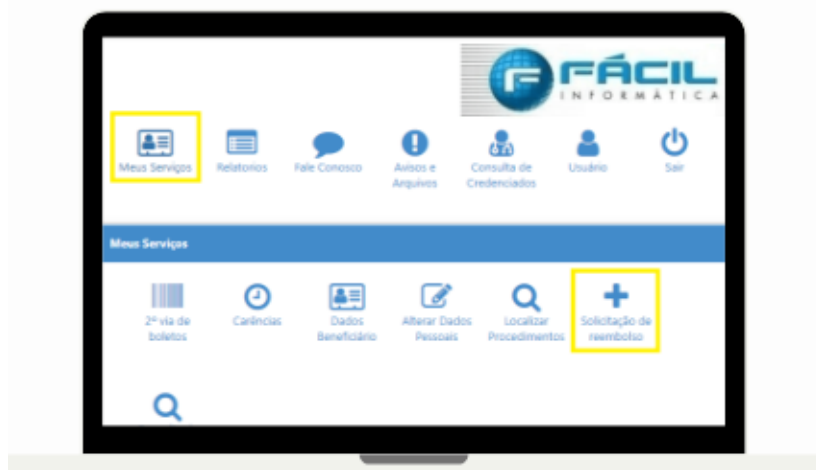 FÁCIL
INFORMÁTICA
Meus Serviços
Relatorios
Fale Conosco
Avisos e
Arquivos
Consulta de
Credenciados
Usuário
Sair
Meus Serviços
2ª via de
boletos
Carências
Dados
Beneficiário
Alterar Dados
Pessoais
Localizar
Procedimentos
Solicitação de
reembolso